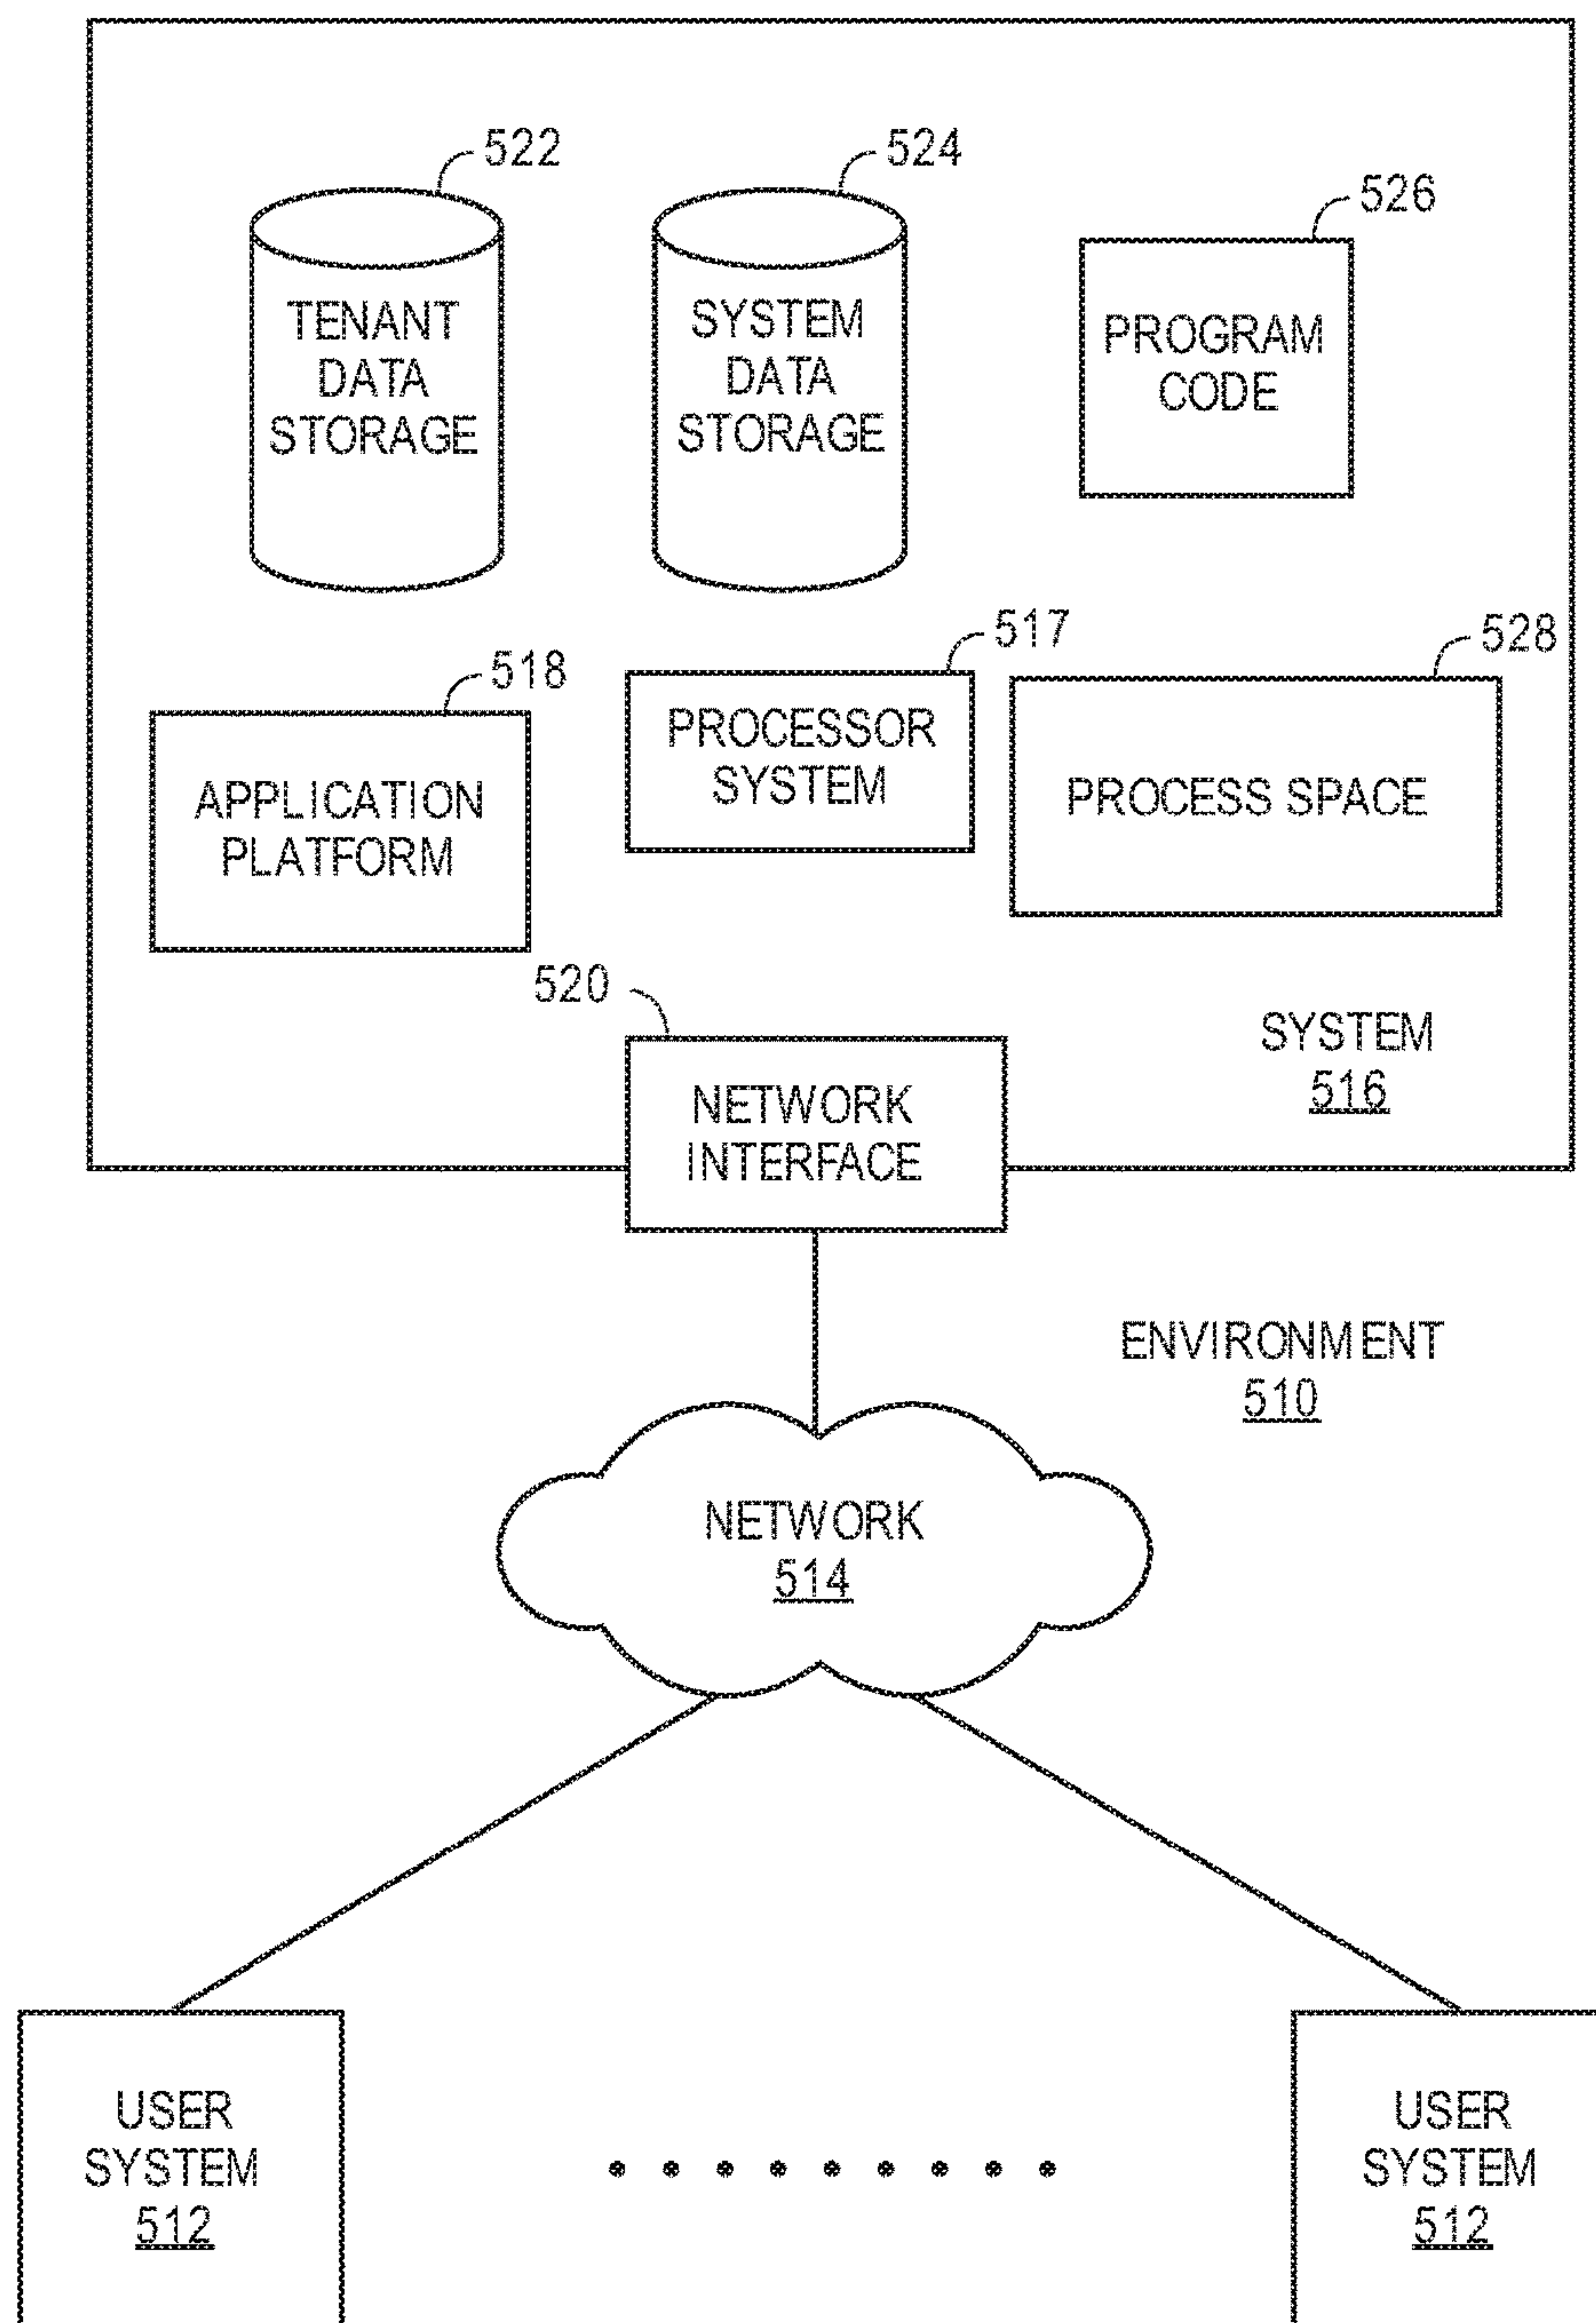 522
524
526
TENANT
DATA
STORAGE
SYSTEM
DATA
STORAGE
PROGRAM
CODE
518
517
528
APPLICATION
PLATFORM
PROCESSOR
SYSTEM
PROCESS SPACE
520
NETWORK
INTERFACE
SYSTEM
516
ENVIRONMENT
510
NETWORK
514
USER
SYSTEM
512
USER
SYSTEM
512